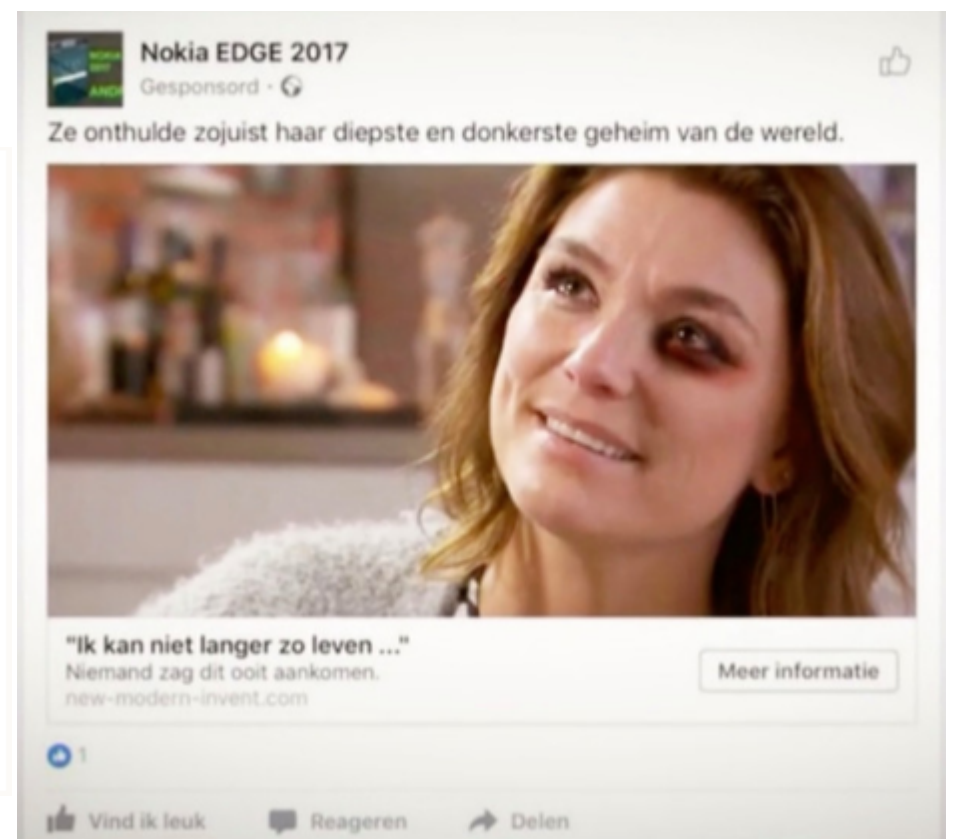 Nokia EDGE 2017
Gesponsord ·
Ze onthulde zojuist haar diepste en donkerste geheim van de wereld.
"Ik kan niet langer zo leven ..."
Niemand zag dit ooit aankomen.
new-modern-invent.com
Meer informatie
1
Vind ik leuk
Reageren
Delen